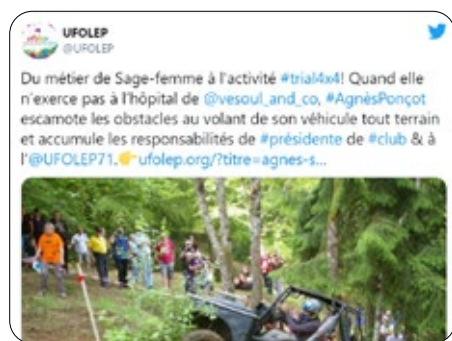 UFOLEP
@UFOLEP
Du métier de Sage-femme à l'activité #trial4x4! Quand elle
n'exerce pas à l'hôpital de @vesoul_and_co, #AgnèsPonçot
escamote les obstacles au volant de son véhicule tout terrain
et accumule les responsabilités de #présidente de #club & à
l'@UFOLEP71.👉ufolep.org/?titre=agnes-s...